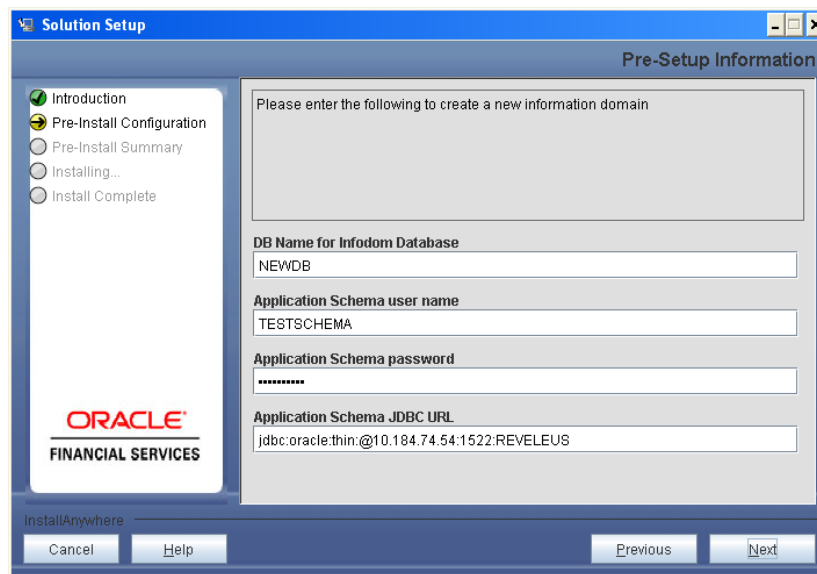 Solution Setup
Pre-Setup Information
Introduction
Pre-Install Configuration
Pre-Install Summary
Installing...
Install Complete
ORACLE
FINANCIAL SERVICES
Please enter the following to create a new information domain
DB Name for Infodom Database
NEWDB
Application Schema user name
TESTSCHEMA
Application Schema password
••••••••••
Application Schema JDBC URL
jdbc:oracle:thin:@10.184.74.54:1522:REVELEUS
InstallAnywhere
Cancel
Help
Previous
Next